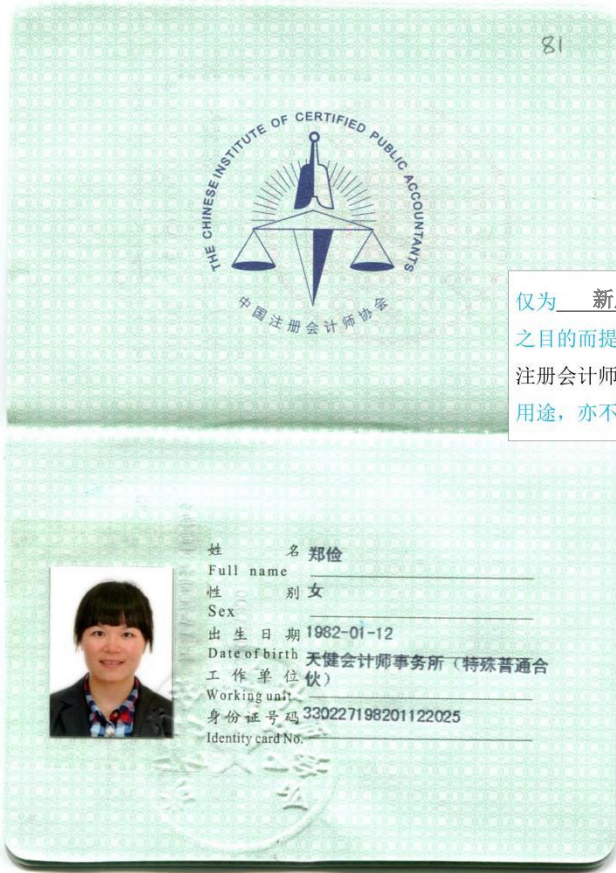 81
THE CHINESE INSTITUTE OF CERTIFIED PUBLIC ACCOUNTANTS
中国注册会计师协会
仅为
之目的而提
注册会计师
用途，亦不
姓 名 郑俭
Full name
性 别 女
Sex
出生日期 1982-01-12
Date of birth
工作单位 天健会计师事务所（特殊普通合
伙）
Working unit
身份证号码 330227198201122025
Identity card No.